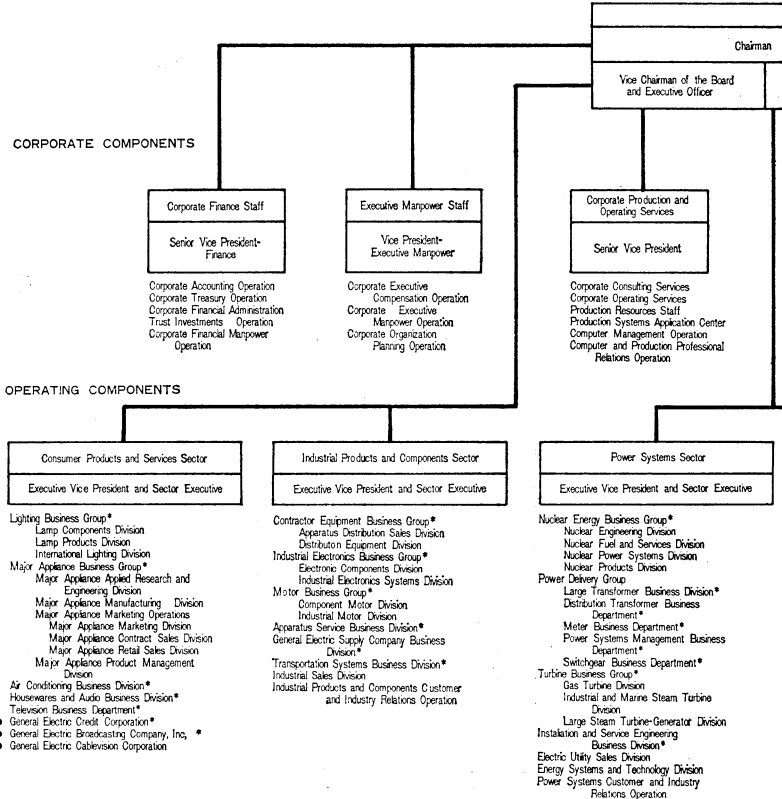 Chairman
Vice Chairman of the Board
and Executive Officer
CORPORATE COMPONENTS
Corporate Finance Staff
Senior Vice President-
Finance
Corporate Accounting Operation
Corporate Treasury Operation
Corporate Financial Administration
Trust Investments Operation
Corporate Financial Manpower
Operation
Executive Manpower Staff
Vice President-
Executive Manpower
Corporate Executive
Compensation Operation
Corporate Executive
Manpower Operation
Corporate Organization
Planning Operation
Corporate Production and
Operating Services
Senior Vice President
Corporate Consulting Services
Corporate Operating Services
Production Resources Staff
Production Systems Application Center
Computer Management Operation
Computer and Production Professional
Relations Operation
OPERATING COMPONENTS
Consumer Products and Services Sector
Executive Vice President and Sector Executive
Lighting Business Group*
Lamp Components Division
Lamp Products Division
International Lighting Division
Major Appliance Business Group*
Major Appliance Applied Research and
Engineering Division
Major Appliance Manufacturing Division
Major Appliance Marketing Operations
Major Appliance Marketing Division
Major Appliance Contract Sales Division
Major Appliance Retail Sales Division
Major Appliance Product Management
Division
Air Conditioning Business Division*
Housewares and Audio Business Division*
Television Business Department*
General Electric Credit Corporation*
General Electric Broadcasting Company, Inc, *
General Electric Cablevision Corporation
Industrial Products and Components Sector
Executive Vice President and Sector Executive
Contractor Equipment Business Group*
Apparatus Distribution Sales Division
Distributon Equipment Division
Industrial Electronics Business Group*
Electronic Components Division
Industrial Electronics Systems Division
Motor Business Group*
Component Motor Division
Industrial Motor Division
Apparatus Service Business Division*
General Electric Supply Company Business
Division*
Transportation Systems Business Division*
Industrial Sales Division
Industrial Products and Components Customer
and Industry Relations Operation
Power Systems Sector
Executive Vice President and Sector Executive
Nuclear Energy Business Group*
Nuclear Engineering Division
Nuclear Fuel and Services Division
Nuclear Power Systems Division
Nuclear Products Division
Power Delivery Group
Large Transformer Business Division*
Distribution Transformer Business
Department*
Meter Business Department*
Power Systems Management Business
Department*
Switchgear Business Department*
Turbine Business Group*
Gas Turbine Division
Industrial and Marine Steam Turbine
Division
Large Steam Turbine-Generator Division
Instalation and Service Engineering
Business Division*
Electric Utility Sales Division
Energy Systems and Technology Division
Power Systems Customer and Industry
Relations Operation